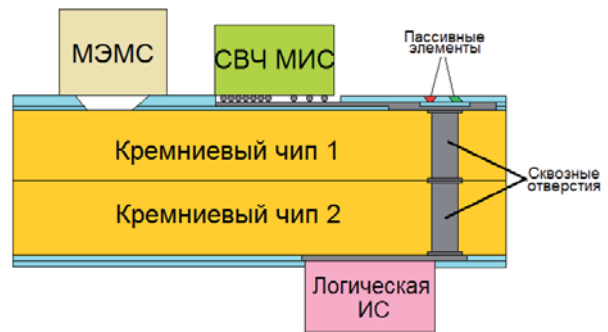 МЭМС
СВЧ МИС
Пассивные
элементы
Кремниевый чип 1
Кремниевый чип 2
Сквозные
отверстия
Логическая
ИС